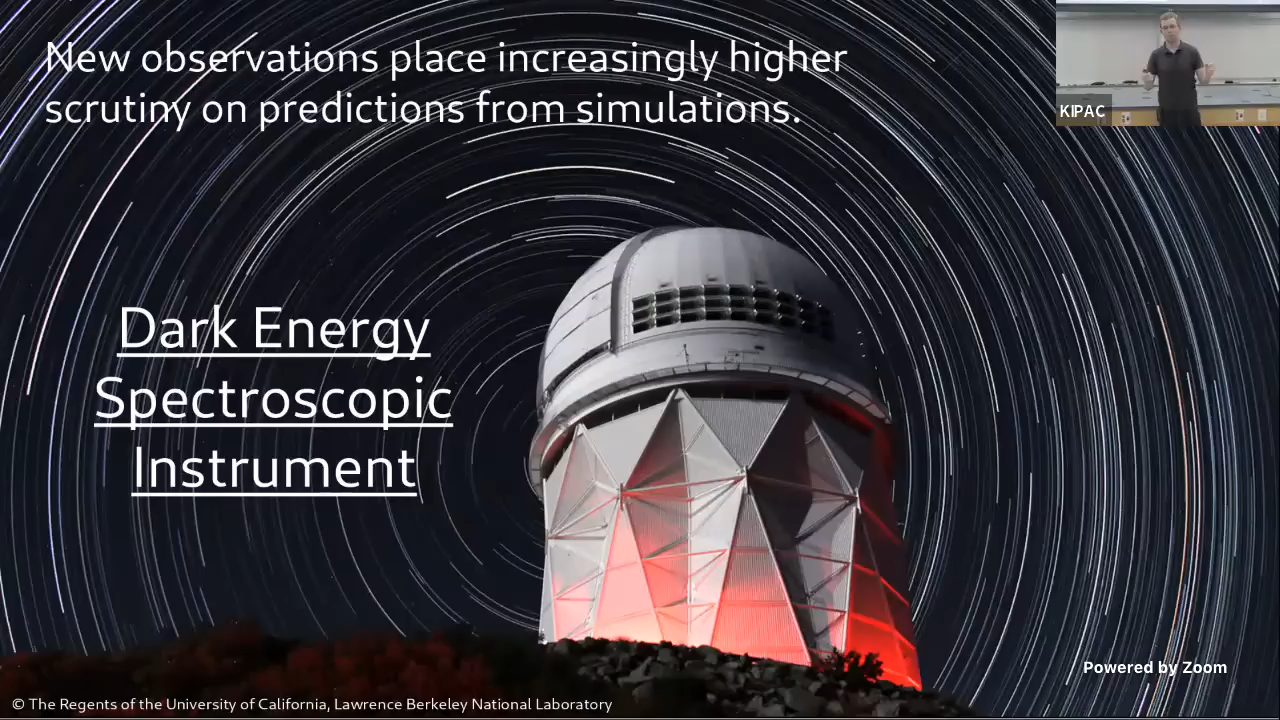 New observations place increasingly higher
scrutiny on predictions from simulations.
KIPAC
Dark Energy
Spectroscopic
Instrument
Powered by Zoom
© The Regents of the University of California, Lawrence Berkeley National Laboratory